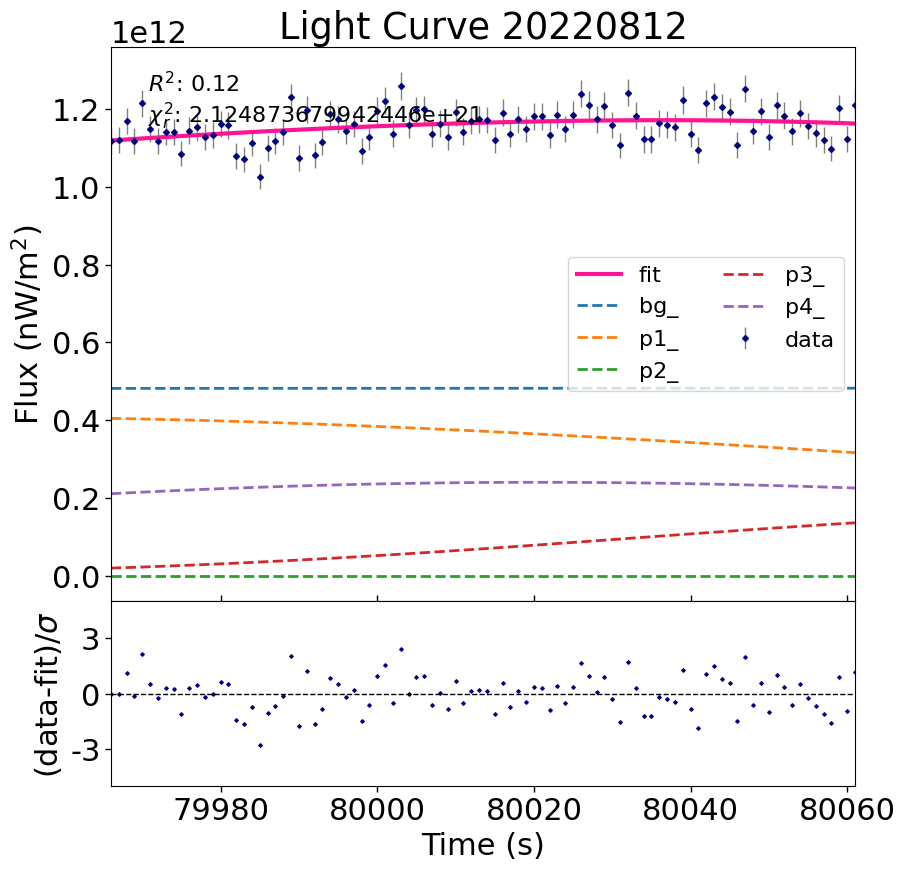 Light Curve 20220812
1e12
R²: 0.12
χ²: 2.124873679942446e+21
1.2
1.0
0.8
0.6
0.4
0.2
0.0
Flux (nW/m²)
fit
bg_
p1_
p2_
p3_
p4_
data
3
0
-3
(data-fit)/σ
79980 80000 80020 80040 80060
Time (s)